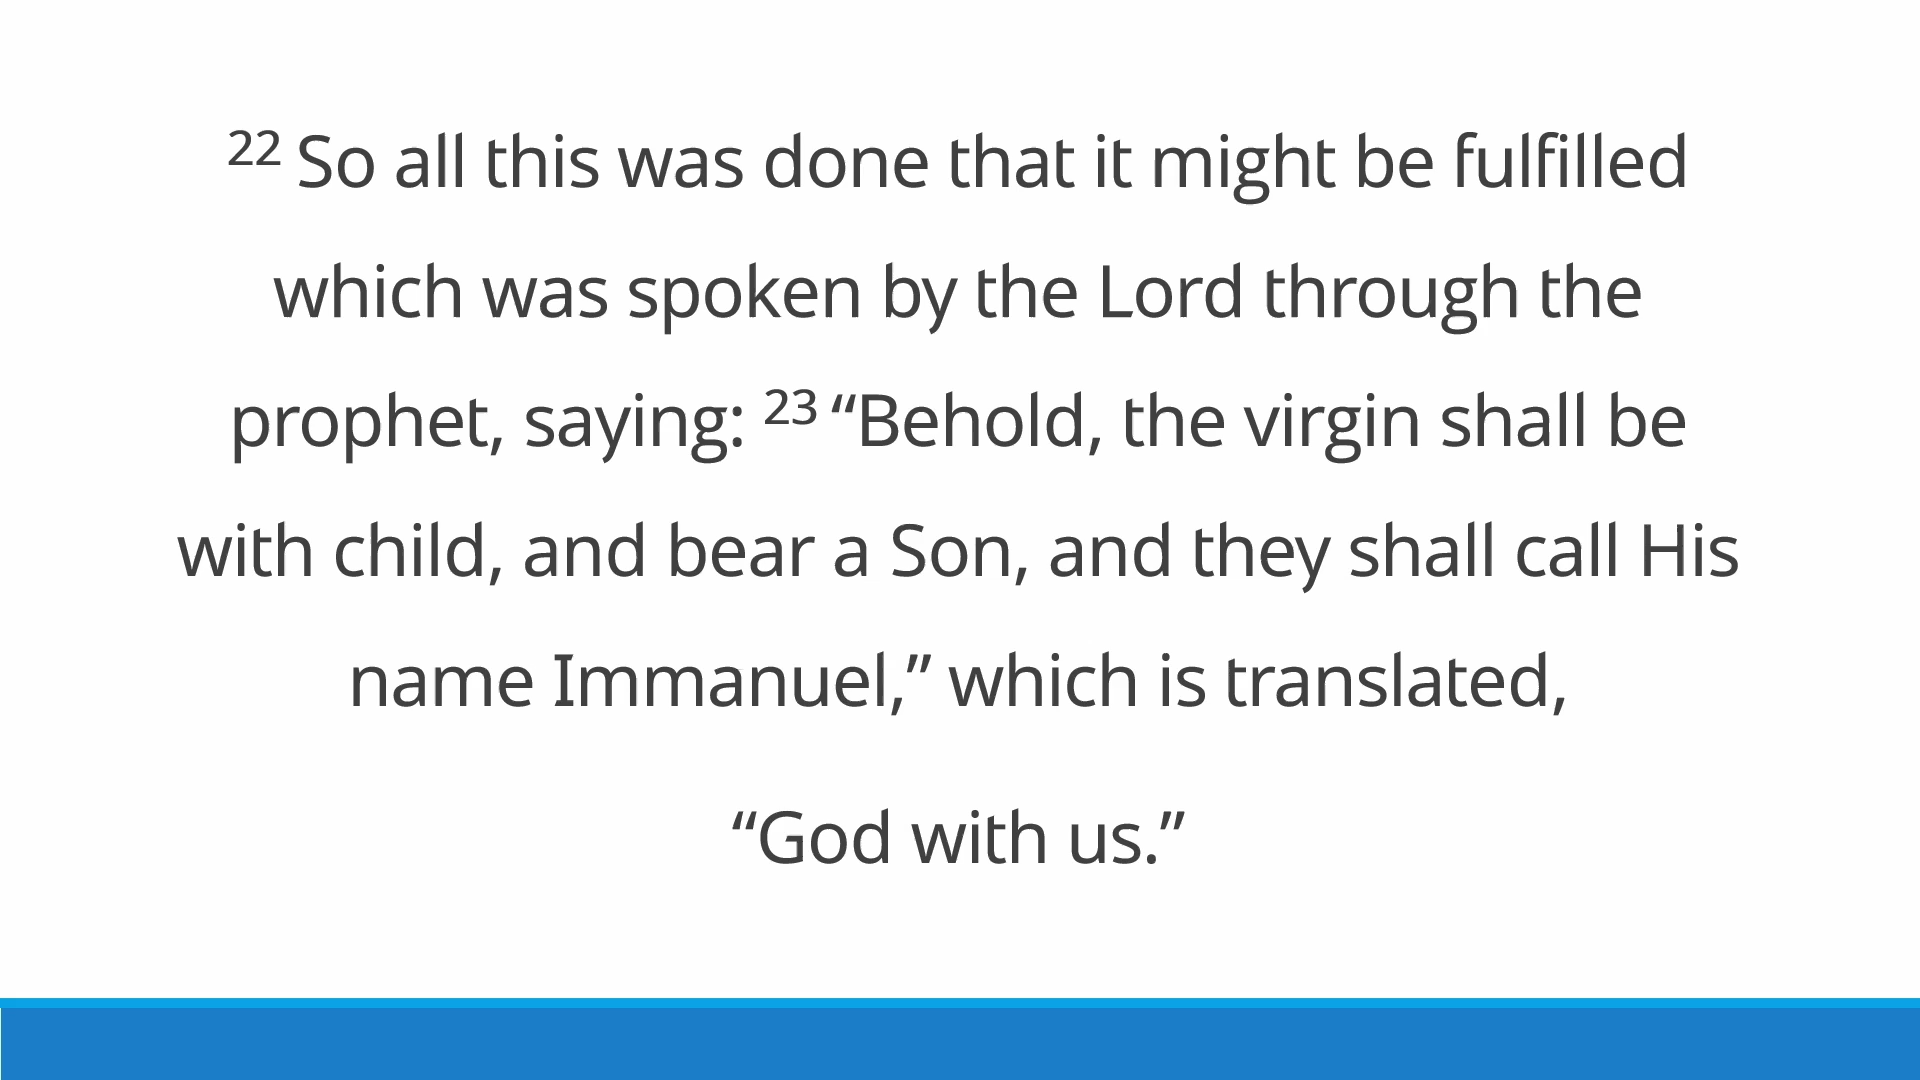 22 So all this was done that it might be fulfilled
which was spoken by the Lord through the
prophet, saying: 23 “Behold, the virgin shall be
with child, and bear a Son, and they shall call His
name Immanuel,” which is translated,
“God with us.”